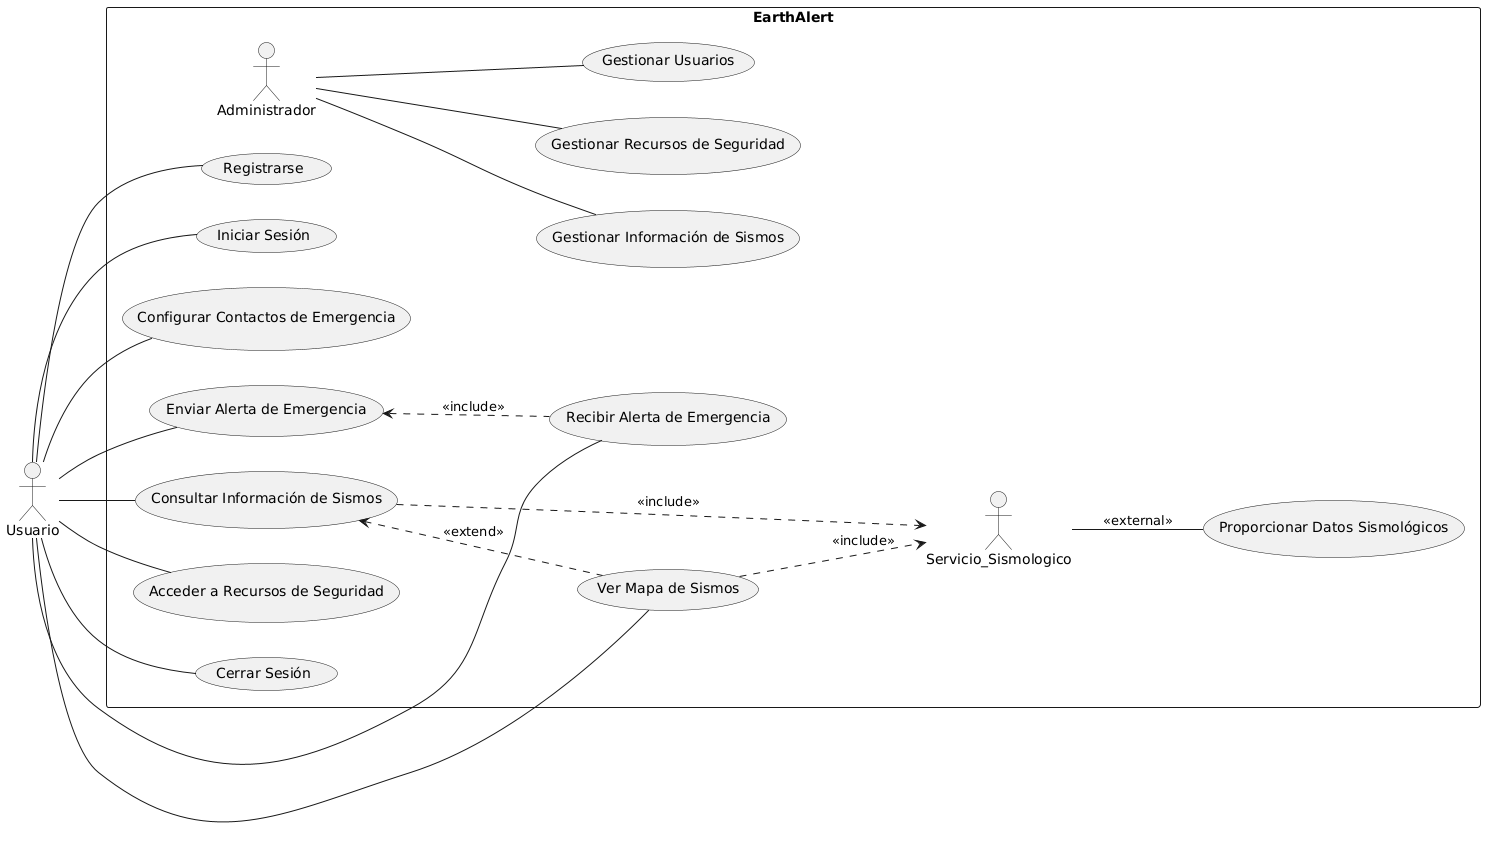 EarthAlert
Gestionar Usuarios
Administrador
Gestionar Recursos de Seguridad
Registrarse
Iniciar Sesión
Gestionar Información de Sismos
Configurar Contactos de Emergencia
Enviar Alerta de Emergencia
«include»
Recibir Alerta de Emergencia
Consultar Información de Sismos
«include»
Usuario
«extend»
«include»
«external»
Proporcionar Datos Sismológicos
Servicio_Sismologico
Acceder a Recursos de Seguridad
Ver Mapa de Sismos
Cerrar Sesión